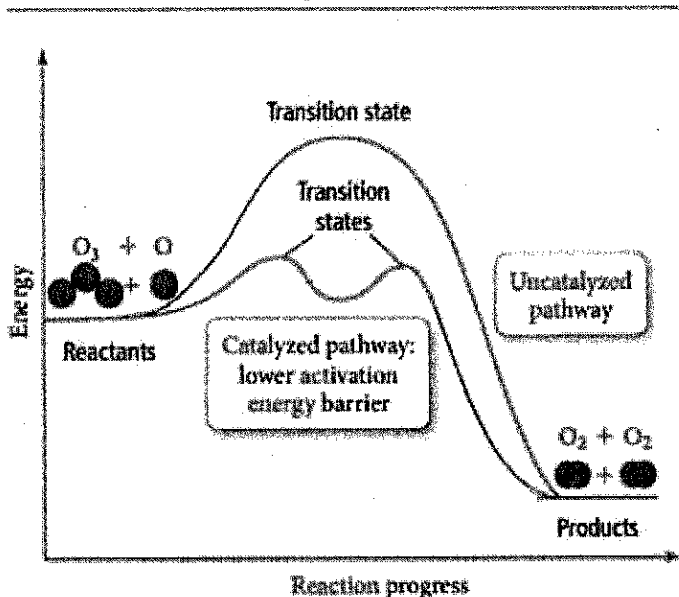 Transition state
Transition
states
O₃ + O
+
Energy
Reactants
Uncatalyzed
pathway
Catalyzed pathway:
lower activation
energy barrier
O₂ + O₂
+
Products
Reaction progress